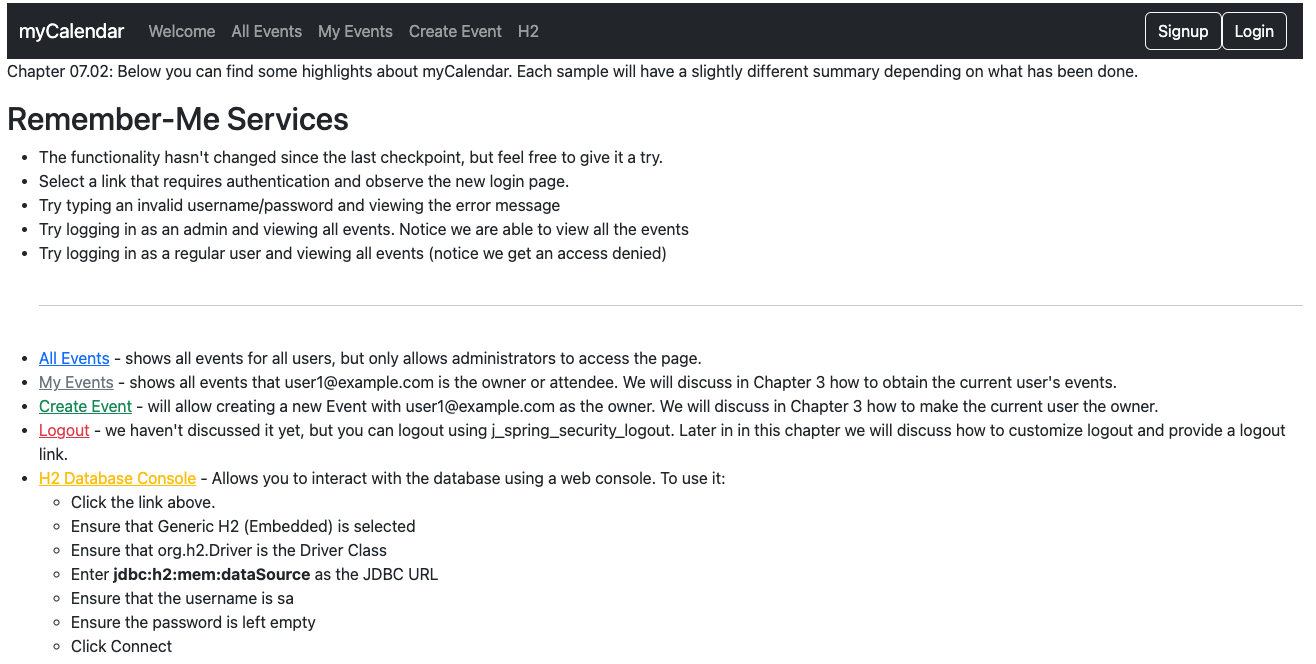 myCalendar Welcome All Events My Events Create Event H2 Signup Login
Chapter 07.02: Below you can find some highlights about myCalendar. Each sample will have a slightly different summary depending on what has been done.
Remember-Me Services
• The functionality hasn't changed since the last checkpoint, but feel free to give it a try.
• Select a link that requires authentication and observe the new login page.
• Try typing an invalid username/password and viewing the error message
• Try logging in as an admin and viewing all events. Notice we are able to view all the events
• Try logging in as a regular user and viewing all events (notice we get an access denied)
• All Events - shows all events for all users, but only allows administrators to access the page.
• My Events - shows all events that user1@example.com is the owner or attendee. We will discuss in Chapter 3 how to obtain the current user's events.
• Create Event - will allow creating a new Event with user1@example.com as the owner. We will discuss in Chapter 3 how to make the current user the owner.
• Logout - we haven't discussed it yet, but you can logout using j_spring_security_logout. Later in in this chapter we will discuss how to customize logout and provide a logout
link.
• H2 Database Console - Allows you to interact with the database using a web console. To use it:
◦ Click the link above.
◦ Ensure that Generic H2 (Embedded) is selected
◦ Ensure that org.h2.Driver is the Driver Class
◦ Enter jdbc:h2:mem:dataSource as the JDBC URL
◦ Ensure that the username is sa
◦ Ensure the password is left empty
◦ Click Connect